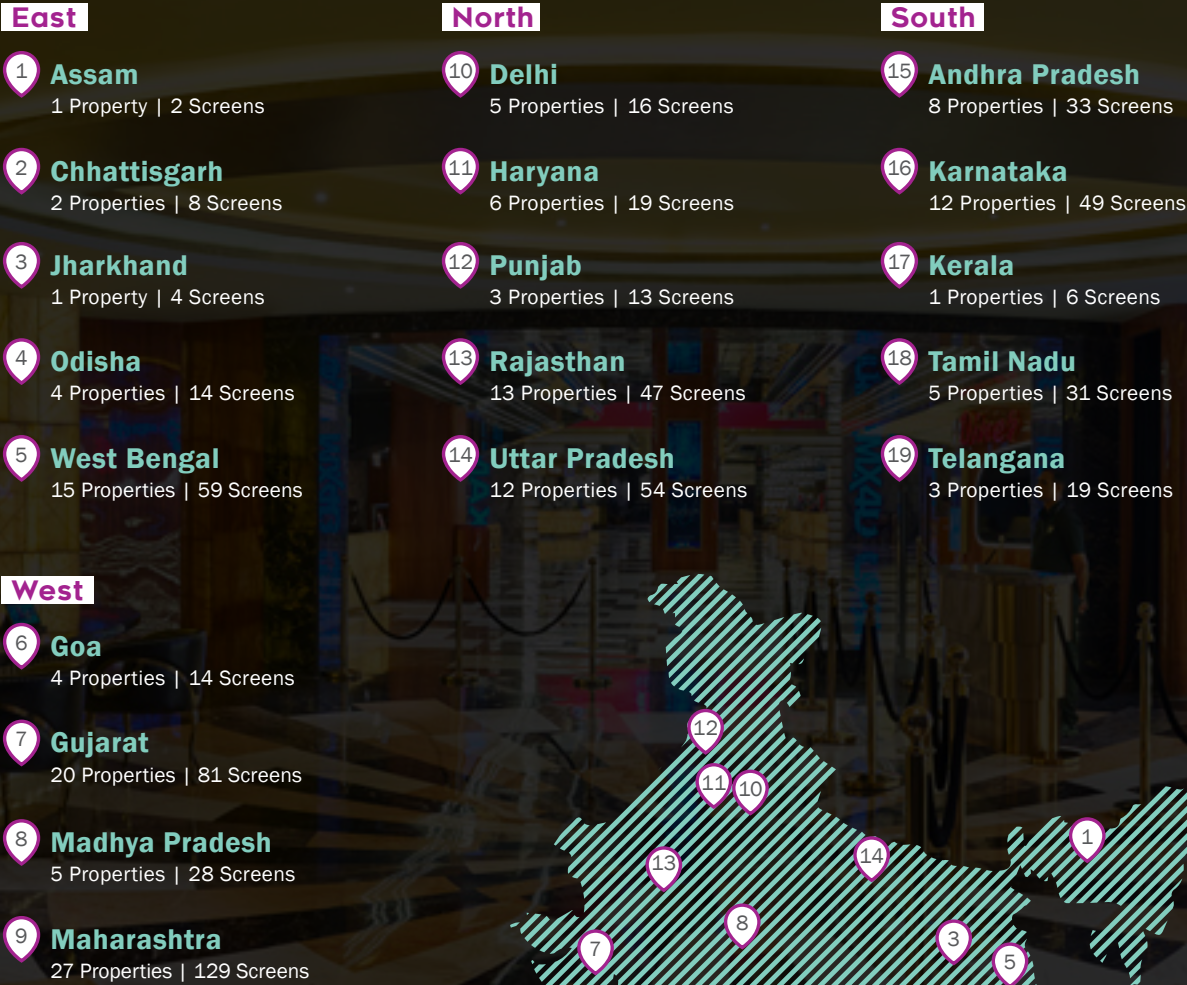 East
1 Assam
1 Property | 2 Screens
2 Chhattisgarh
2 Properties | 8 Screens
3 Jharkhand
1 Property | 4 Screens
4 Odisha
4 Properties | 14 Screens
5 West Bengal
15 Properties | 59 Screens
West
6 Goa
4 Properties | 14 Screens
7 Gujarat
20 Properties | 81 Screens
8 Madhya Pradesh
5 Properties | 28 Screens
9 Maharashtra
27 Properties | 129 Screens
North
10 Delhi
5 Properties | 16 Screens
11 Haryana
6 Properties | 19 Screens
12 Punjab
3 Properties | 13 Screens
13 Rajasthan
13 Properties | 47 Screens
14 Uttar Pradesh
12 Properties | 54 Screens
South
15 Andhra Pradesh
8 Properties | 33 Screens
16 Karnataka
12 Properties | 49 Screens
17 Kerala
1 Properties | 6 Screens
18 Tamil Nadu
5 Properties | 31 Screens
19 Telangana
3 Properties | 19 Screens
12
11
10
13
14
1
8
7
3
5